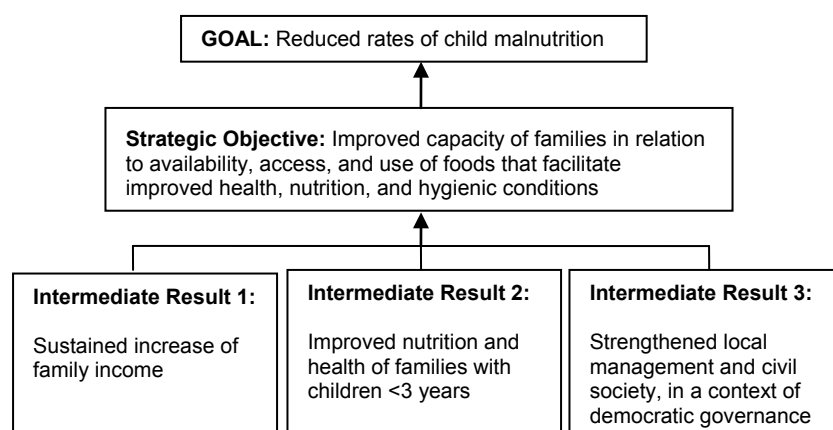 GOAL: Reduced rates of child malnutrition
Strategic Objective: Improved capacity of families in relation
to availability, access, and use of foods that facilitate
improved health, nutrition, and hygienic conditions
Intermediate Result 1:
Sustained increase of
family income
Intermediate Result 2:
Improved nutrition and
health of families with
children <3 years
Intermediate Result 3:
Strengthened local
management and civil
society, in a context of
democratic governance